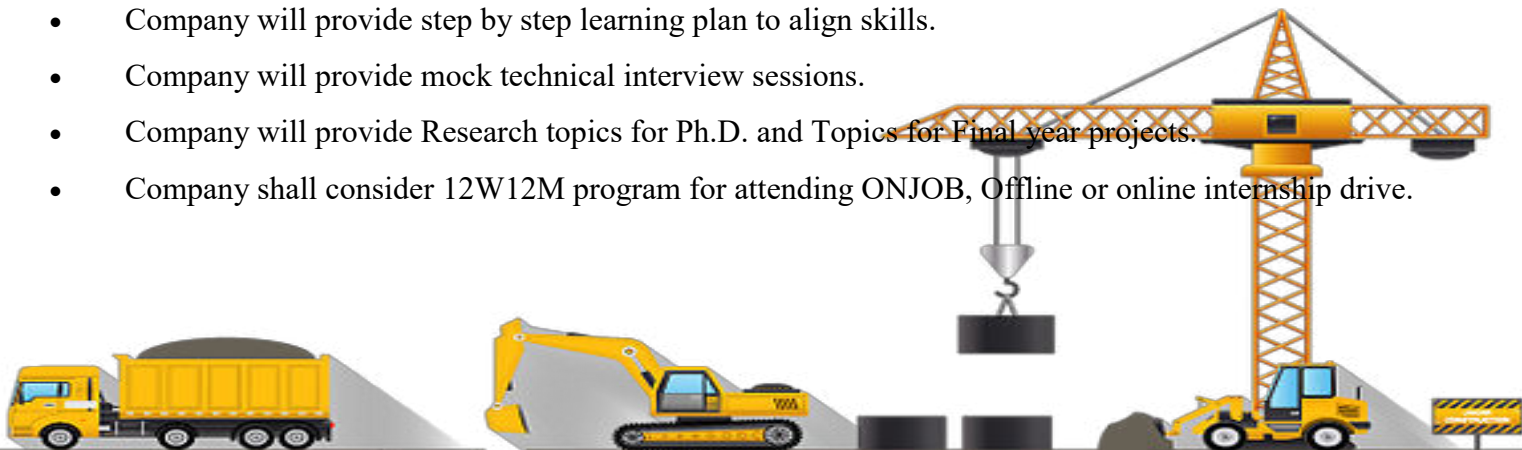 • Company will provide step by step learning plan to align skills.
• Company will provide mock technical interview sessions.
• Company will provide Research topics for Ph.D. and Topics for Final year projects.
• Company shall consider 12W12M program for attending ONJOB, Offline or online internship drive.